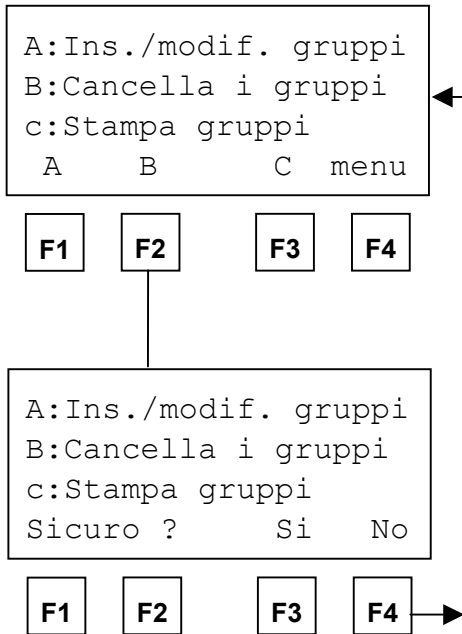 A:Ins./modif. gruppi
B:Cancella i gruppi
c:Stampa gruppi
A B C menu
F1 F2 F3 F4
A:Ins./modif. gruppi
B:Cancella i gruppi
c:Stampa gruppi
Sicuro ? Si No
F1 F2 F3 F4